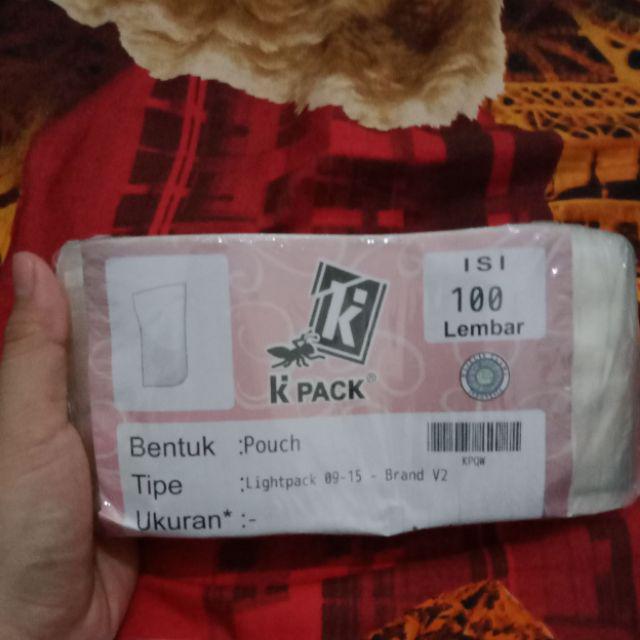 ISI
100
Lembar
K PACK®
Bentuk :Pouch
Tipe :Lightpack 09-15 - Brand V2
Ukuran* :-
KPQW